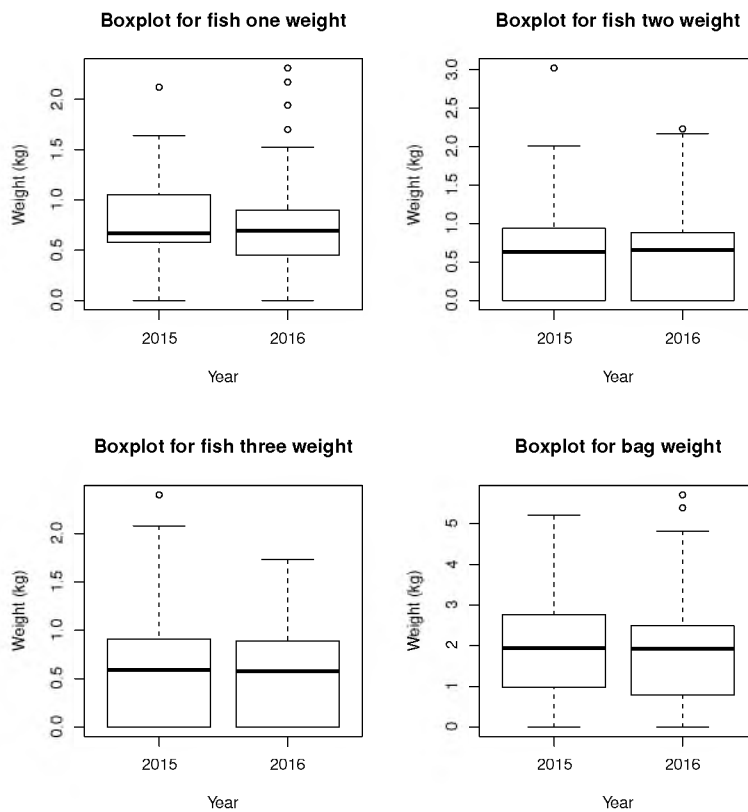 Boxplot for fish one weight
Weight (kg)
2.0
1.5
1.0
0.5
0.0
2015 2016
Year
Boxplot for fish two weight
Weight (kg)
3.0
2.5
2.0
1.5
1.0
0.5
0.0
2015 2016
Year
Boxplot for fish three weight
Weight (kg)
2.0
1.5
1.0
0.5
0.0
2015 2016
Year
Boxplot for bag weight
Weight (kg)
5
4
3
2
1
0
2015 2016
Year